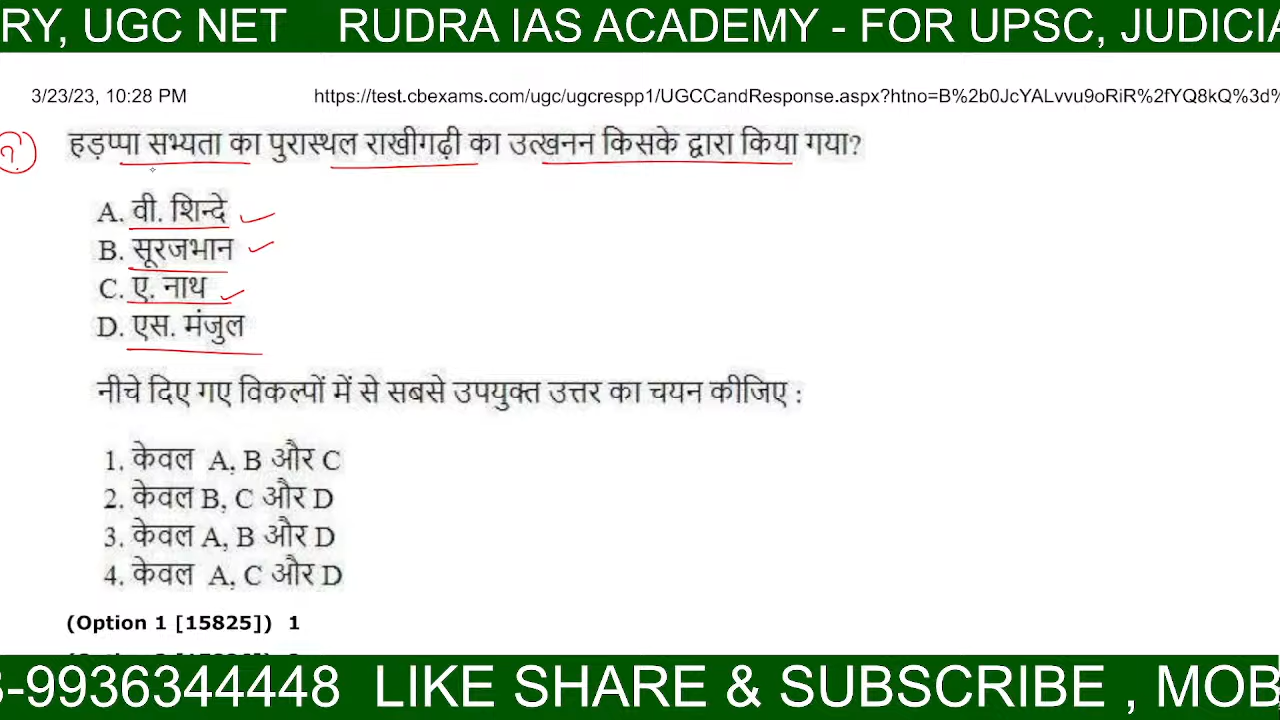 RY, UGC NET RUDRA IAS ACADEMY - FOR UPSC, JUDICIA
3/23/23, 10:28 PM https://test.cbexams.com/ugc/ugcrespp1/UGCCandResponse.aspx?htno=B%2b0JcYALvvu9oRiR%2fYQ8kQ%3d%
?
हड़प्पा सभ्यता का पुरास्थल राखीगढ़ी का उत्खनन किसके द्वारा किया गया?
A. वी. शिन्दे
B. सूरजभान
C. ए. नाथ
D. एस. मंजुल
नीचे दिए गए विकल्पों में से सबसे उपयुक्त उत्तर का चयन कीजिए :
1. केवल A, B और C
2. केवल B, C और D
3. केवल A, B और D
4. केवल A, C और D
(Option 1 [15825]) 1
8-9936344448 LIKE SHARE & SUBSCRIBE , MOB